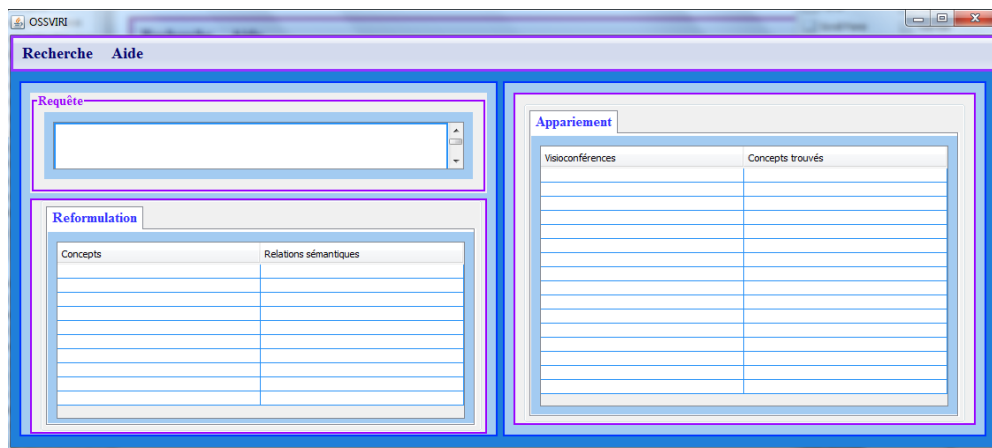 OSSVIRI
Recherche Aide
Requête
Reformulation
Concepts Relations sémantiques
Appariement
Visioconférences Concepts trouvés